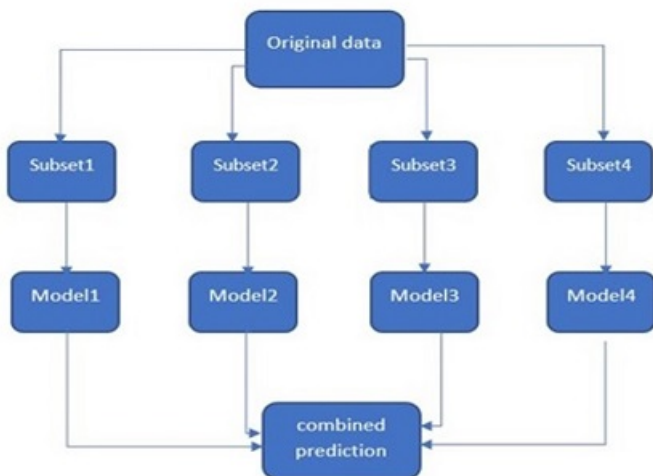 Original data
Subset1
Subset2
Subset3
Subset4
Model1
Model2
Model3
Model4
combined
prediction